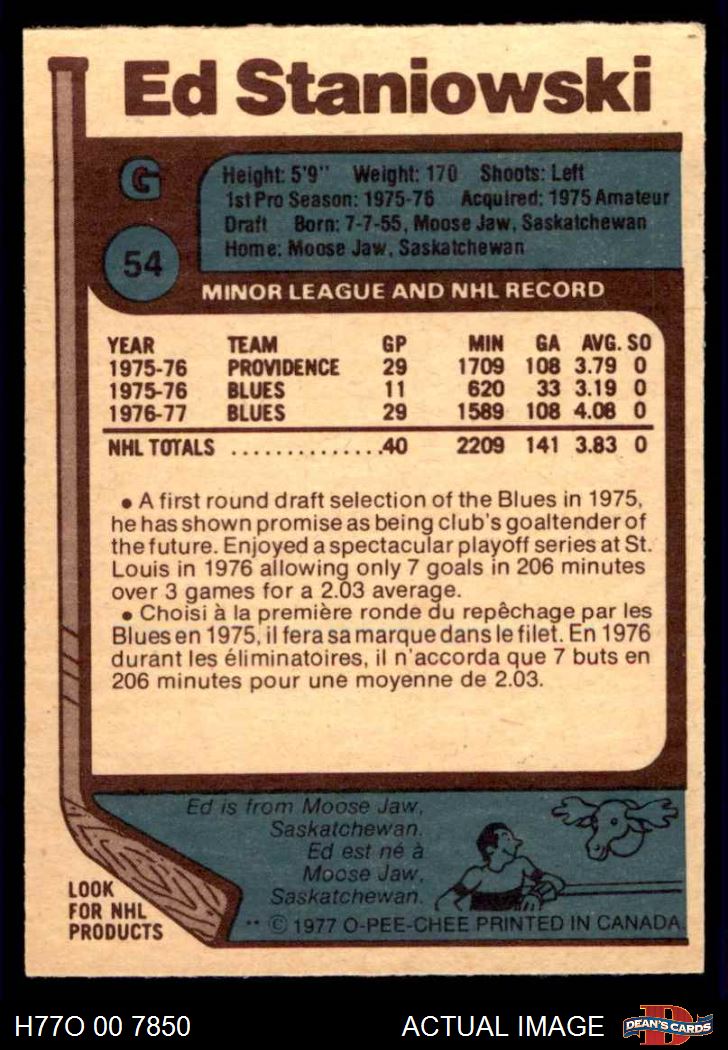 Ed Staniowski
G
54
Height: 5'9" Weight: 170 Shoots: Left
1st Pro Season: 1975-76 Acquired: 1975 Amateur
Draft Born: 7-7-55, Moose Jaw, Saskatchewan
Home: Moose Jaw, Saskatchewan
MINOR LEAGUE AND NHL RECORD
YEAR TEAM GP MIN GA AVG. SO
1975-76 PROVIDENCE 29 1709 108 3.79 0
1975-76 BLUES 11 620 33 3.19 0
1976-77 BLUES 29 1589 108 4.08 0
NHL TOTALS ...............40 2209 141 3.83 0
• A first round draft selection of the Blues in 1975,
he has shown promise as being club's goaltender of
the future. Enjoyed a spectacular playoff series at St.
Louis in 1976 allowing only 7 goals in 206 minutes
over 3 games for a 2.03 average.
• Choisi à la première ronde du repêchage par les
Blues en 1975, il fera sa marque dans le filet. En 1976
durant les éliminatoires, il n'accorda que 7 buts en
206 minutes pour une moyenne de 2.03.
Ed is from Moose Jaw,
Saskatchewan.
Ed est né à
Moose Jaw,
Saskatchewan.
LOOK
FOR NHL
PRODUCTS
** © 1977 O-PEE-CHEE PRINTED IN CANADA
H77O 00 7850 ACTUAL IMAGE
D
DEAN'S CARDS